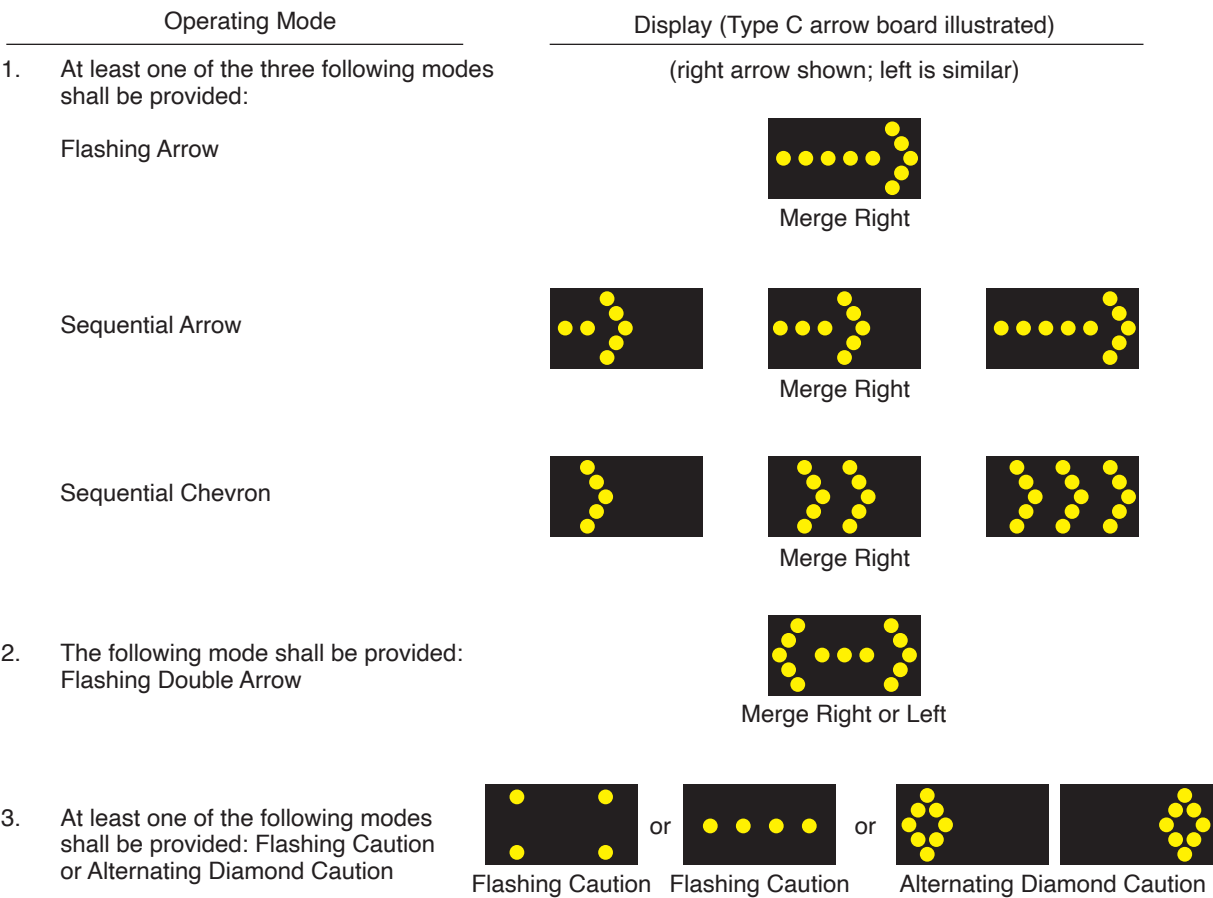 Operating Mode
Display (Type C arrow board illustrated)
1. At least one of the three following modes
shall be provided:
(right arrow shown; left is similar)
Flashing Arrow
Merge Right
Sequential Arrow
Merge Right
Sequential Chevron
Merge Right
2. The following mode shall be provided:
Flashing Double Arrow
Merge Right or Left
3. At least one of the following modes
shall be provided: Flashing Caution
or Alternating Diamond Caution
or
or
Flashing Caution
Flashing Caution
Alternating Diamond Caution